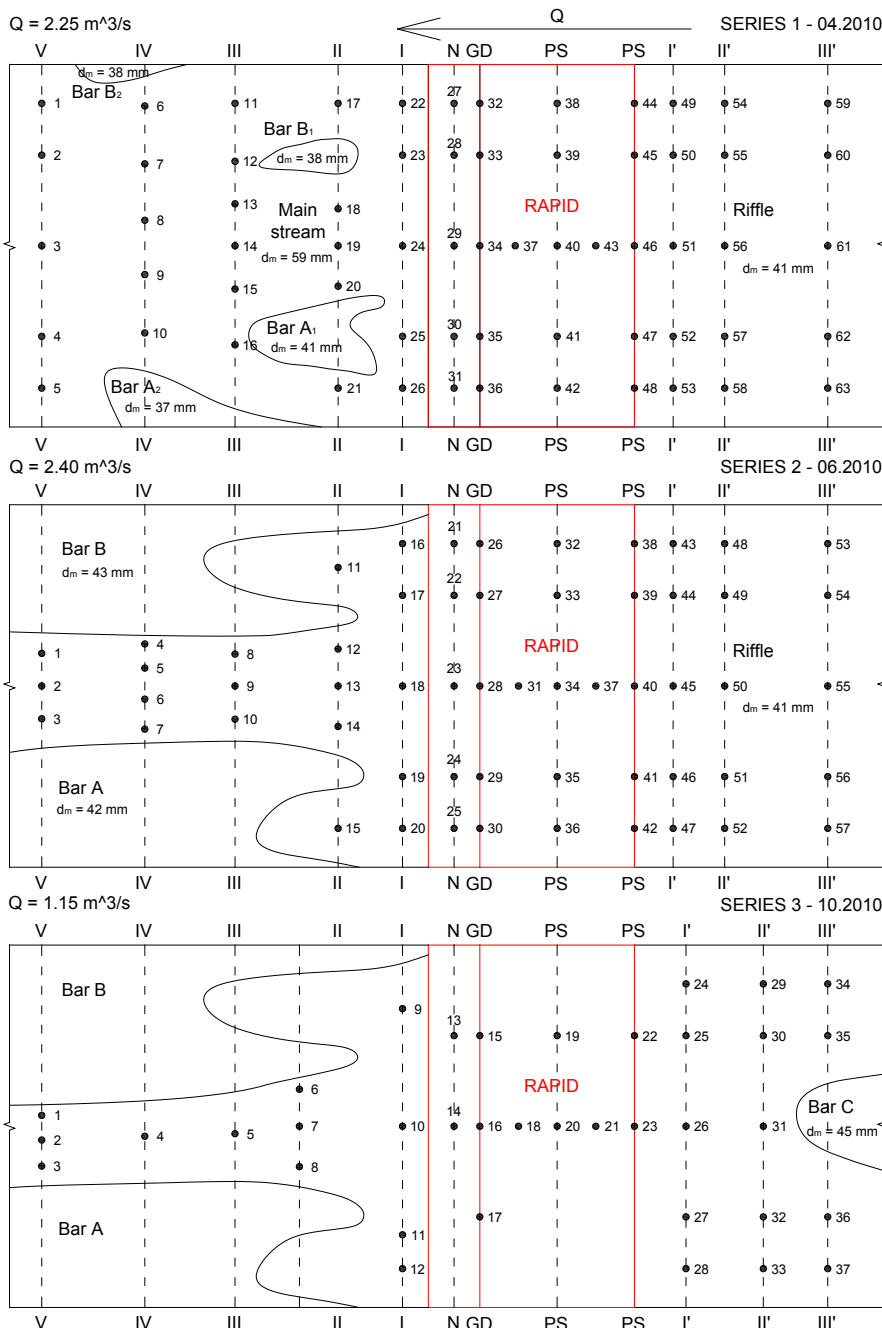 Q
Q = 2.25 m^3/s SERIES 1 - 04.2010
V IV III II I N GD PS PS I' II' III'
dm = 38 mm
Bar B2
27
1 6 11 17 22 32 38 44 49 54 59
Bar B1
28
2 7 12 dm = 38 mm 23 33 39 45 50 55 60
13 Main 18 RAPID Riffle
8 stream 29
3 14 19 24 34 37 40 43 46 51 56 61
dm = 59 mm
9 dm = 41 mm
15 20
Bar A1 30
4 10 25 35 41 47 52 57 62
16 dm = 41 mm
31
5 Bar A2 21 26 36 42 48 53 58 63
dm = 37 mm
V IV III II I N GD PS PS I' II' III'
Q = 2.40 m^3/s SERIES 2 - 06.2010
V IV III II I N GD PS PS I' II' III'
21
Bar B 16 26 32 38 43 48 53
dm = 43 mm 11
22
17 27 33 39 44 49 54
4 RAPID Riffle
1 8 12
5 23
2 9 13 18 28 31 34 37 40 45 50 55
6 dm = 41 mm
3 10 14
7
24
Bar A 19 29 35 41 46 51 56
dm = 42 mm
25
15 20 30 36 42 47 52 57
V IV III II I N GD PS PS I' II' III'
Q = 1.15 m^3/s SERIES 3 - 10.2010
V IV III II I N GD PS PS I' II' III'
Bar B 24 29 34
9
13
15 19 22 25 30 35
6 RAPID
1 14 Bar C
7 10 16 18 20 21 23 26 31
2 4 5 dm = 45 mm
3 8
17 27 32 36
Bar A 11
12 28 33 37
V IV III II I N GD PS PS I' II' III'